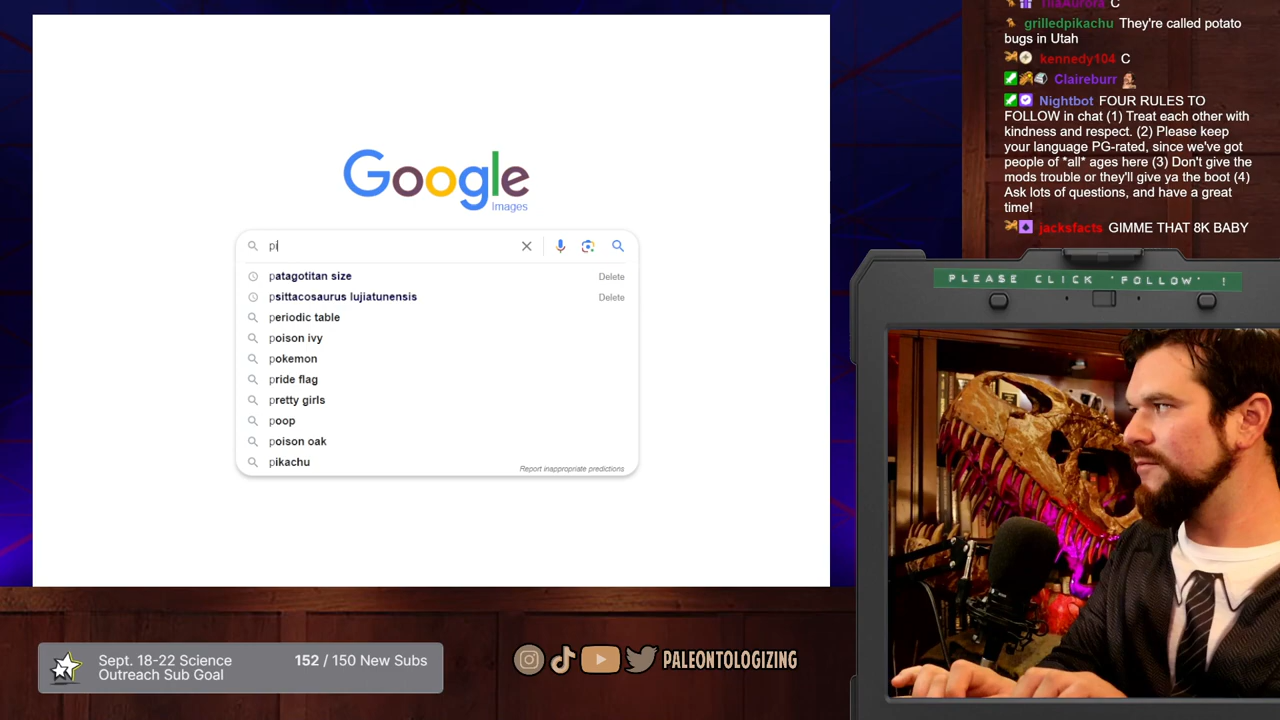 Google
Images
pi
patagotitan size
Delete
psittacosaurus lujiatunensis
Delete
periodic table
poison ivy
pokemon
pride flag
pretty girls
poop
poison oak
pikachu
Report inappropriate predictions
TilaAurora C
grilledpikachu They're called potato
bugs in Utah
kennedy104 C
Claireburr
Nightbot FOUR RULES TO
FOLLOW in chat (1) Treat each other with
kindness and respect. (2) Please keep
your language PG-rated, since we've got
people of *all* ages here (3) Don't give the
mods trouble or they'll give ya the boot (4)
Ask lots of questions, and have a great
time!
jacksfacts GIMME THAT 8K BABY
PLEASE CLICK "FOLLOW" !
Sept. 18-22 Science
Outreach Sub Goal
152 / 150 New Subs
PALEONTOLOGIZING